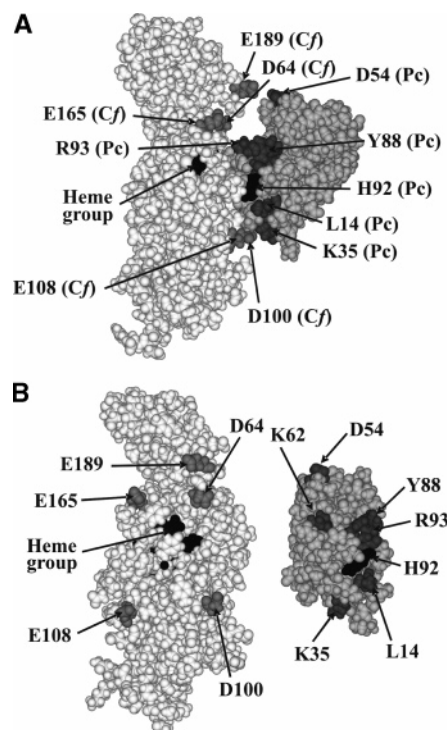 A
E189 (Cf)
D64 (Cf)
D54 (Pc)
E165 (Cf)
R93 (Pc)
Y88 (Pc)
Heme
group
H92 (Pc)
L14 (Pc)
K35 (Pc)
E108 (Cf)
D100 (Cf)
B
D54
K62
D64
E189
Y88
E165
R93
Heme
group
H92
E108
K35
L14
D100